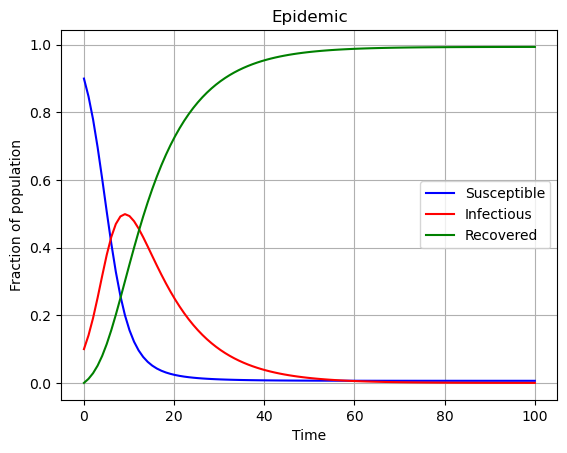 Epidemic
Fraction of population
1.0
0.8
0.6
0.4
0.2
0.0
Susceptible
Infectious
Recovered
0 20 40 60 80 100
Time